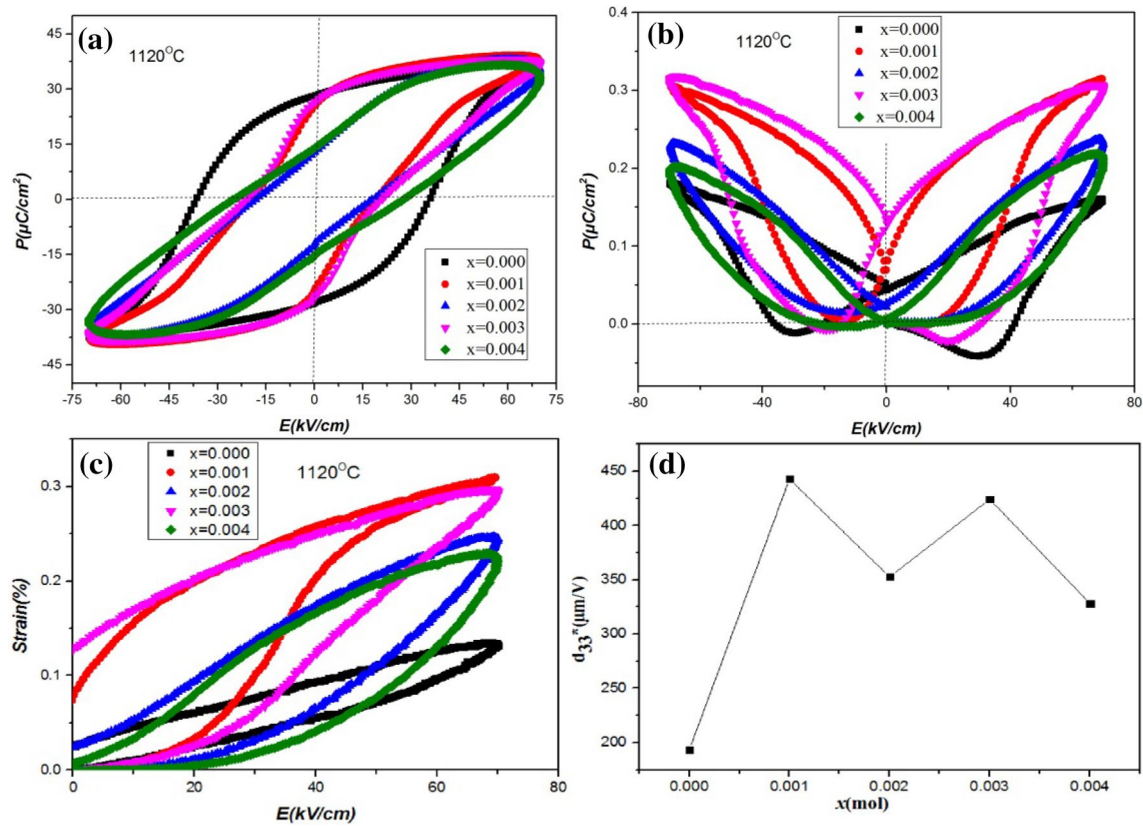 (a)
1120°C
P(μC/cm²)
45
30
15
0
-15
-30
-45
x=0.000
x=0.001
x=0.002
x=0.003
x=0.004
-75 -60 -45 -30 -15 0 15 30 45 60 75
E(kV/cm)
(b)
1120°C
P(μC/cm²)
0.4
0.3
0.2
0.1
0.0
x=0.000
x=0.001
x=0.002
x=0.003
x=0.004
-80 -40 0 40 80
E(kV/cm)
(c)
1120°C
Strain(%)
0.3
0.2
0.1
0.0
x=0.000
x=0.001
x=0.002
x=0.003
x=0.004
0 20 40 60 80
E(kV/cm)
(d)
d33*(μm/V)
450
400
350
300
250
200
0.000 0.001 0.002 0.003 0.004
x(mol)